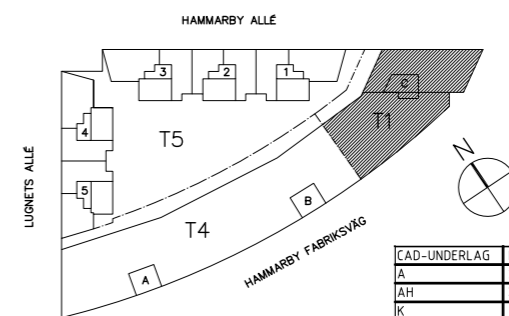 HAMMARBY ALLÉ
3
2
1
C
T1
4
T5
LUGNETS ALLÉ
5
N
B
T4
HAMMARBY FABRIKSVÄG
A
CAD-UNDERLAG
A
AH
K